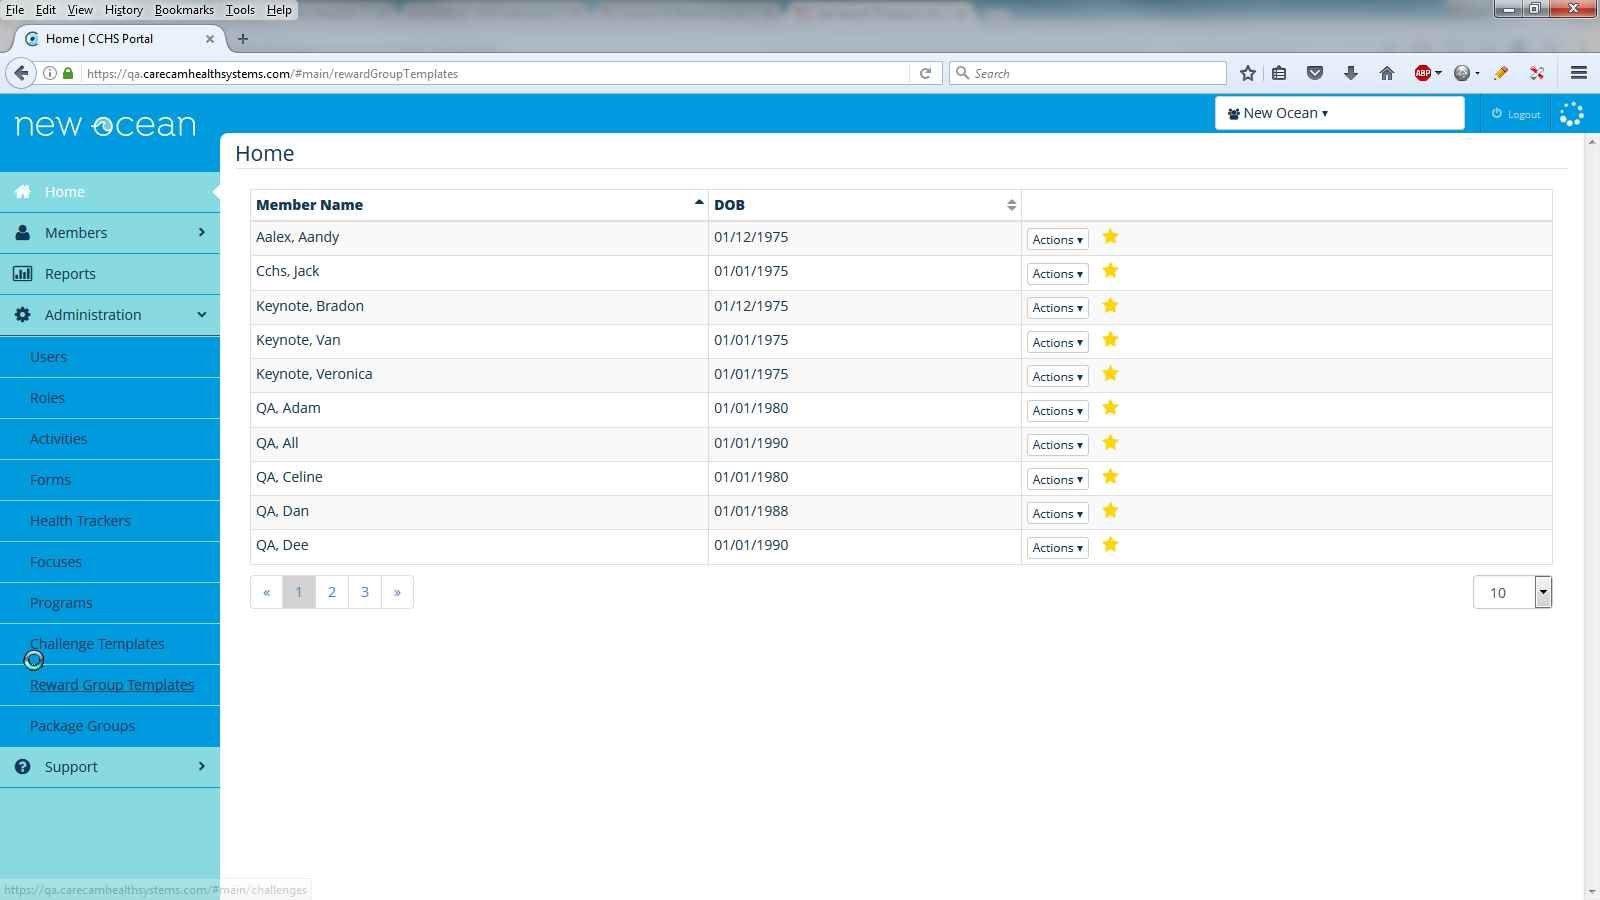 File Edit View History Bookmarks Tools Help
Home | CCHS Portal
https://qa.carecamhealthsystems.com/#main/rewardGroupTemplates
Search
ABP
new ocean
New Ocean
Logout
Home
Home
Members
Reports
Administration
Users
Roles
Activities
Forms
Health Trackers
Focuses
Programs
Challenge Templates
Reward Group Templates
Package Groups
Support
Member Name DOB
Aalex, Aandy 01/12/1975 Actions
Cchs, Jack 01/01/1975 Actions
Keynote, Bradon 01/12/1975 Actions
Keynote, Van 01/01/1975 Actions
Keynote, Veronica 01/01/1975 Actions
QA, Adam 01/01/1980 Actions
QA, All 01/01/1990 Actions
QA, Celine 01/01/1980 Actions
QA, Dan 01/01/1988 Actions
QA, Dee 01/01/1990 Actions
« 1 2 3 » 10
https://qa.carecamhealthsystems.com/#main/challenges